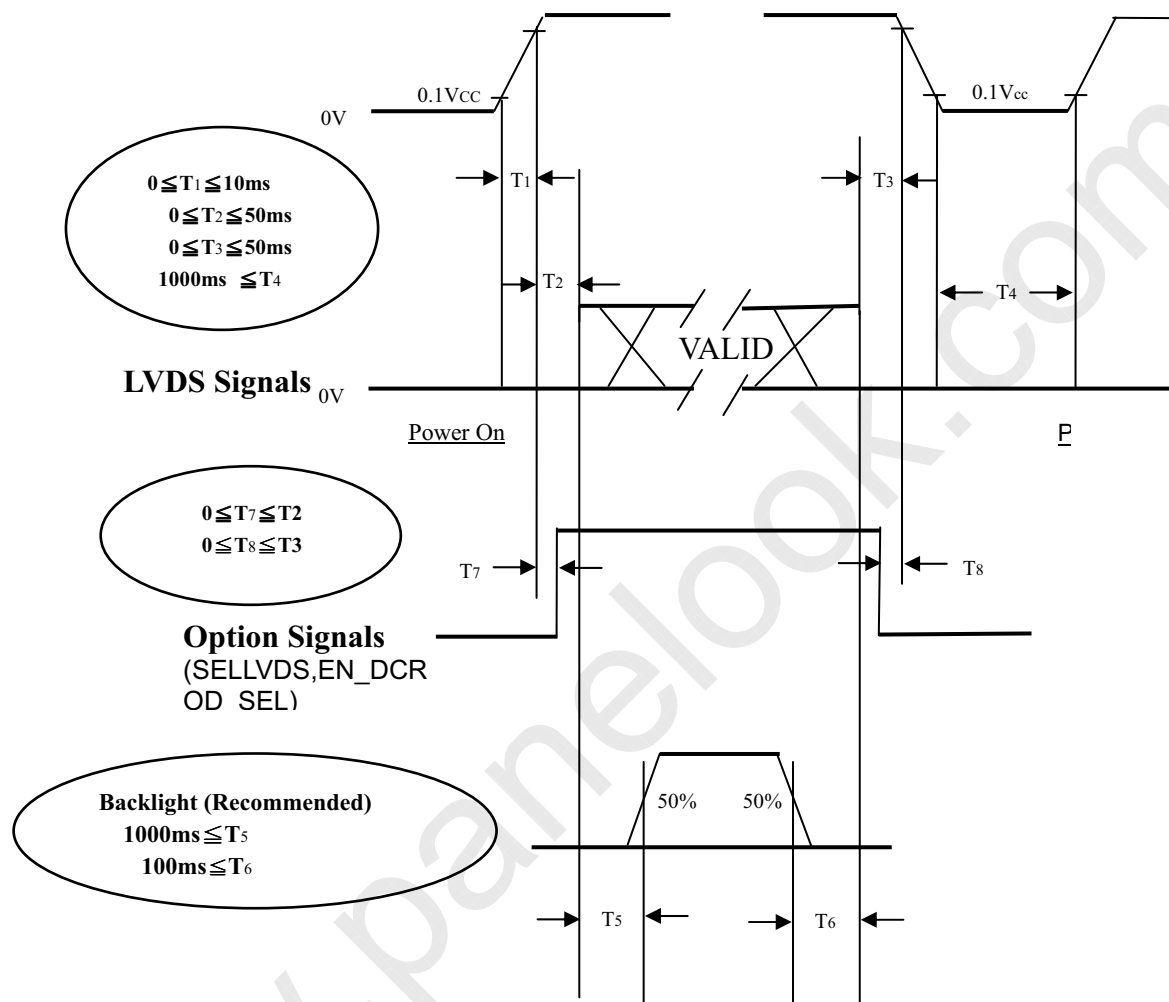 0.1VCC
0.1Vcc
0V
0≦T1≦10ms
0≦T2≦50ms
0≦T3≦50ms
1000ms ≦T4
T1
T3
T2
T4
VALID
LVDS Signals 0V
Power On
P
0≦T7≦T2
0≦T8≦T3
T7
T8
Option Signals
(SELLVDS,EN_DCR
OD_SEL)
Backlight (Recommended)
1000ms≦T5
100ms≦T6
50%
50%
T5
T6
.panelook.com